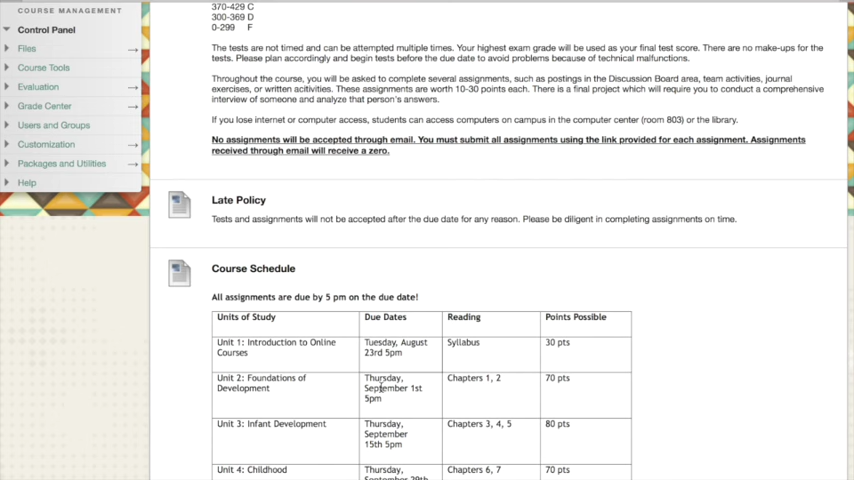 COURSE MANAGEMENT
Control Panel
Files
Course Tools
Evaluation
Grade Center
Users and Groups
Customization
Packages and Utilities
Help
370-429 C
300-369 D
0-299 F
The tests are not timed and can be attempted multiple times. Your highest exam grade will be used as your final test score. There are no make-ups for the
tests. Please plan accordingly and begin tests before the due date to avoid problems because of technical malfunctions.
Throughout the course, you will be asked to complete several assignments, such as postings in the Discussion Board area, team activities, journal
exercises, or written acitivities. These assignments are worth 10-30 points each. There is a final project which will require you to conduct a comprehensive
interview of someone and analyze that person's answers.
If you lose internet or computer access, students can access computers on campus in the computer center (room 803) or the library.
No assignments will be accepted through email. You must submit all assignments using the link provided for each assignment. Assignments
received through email will receive a zero.
Late Policy
Tests and assignments will not be accepted after the due date for any reason. Please be diligent in completing assignments on time.
Course Schedule
All assignments are due by 5 pm on the due date!
Units of Study Due Dates Reading Points Possible
Unit 1: Introduction to Online Tuesday, August Syllabus 30 pts
Courses 23rd 5pm
Unit 2: Foundations of Thursday, Chapters 1, 2 70 pts
Development September 1st
5pm
Unit 3: Infant Development Thursday, Chapters 3, 4, 5 80 pts
September
15th 5pm
Unit 4: Childhood Thursday, Chapters 6, 7 70 pts
September 29th